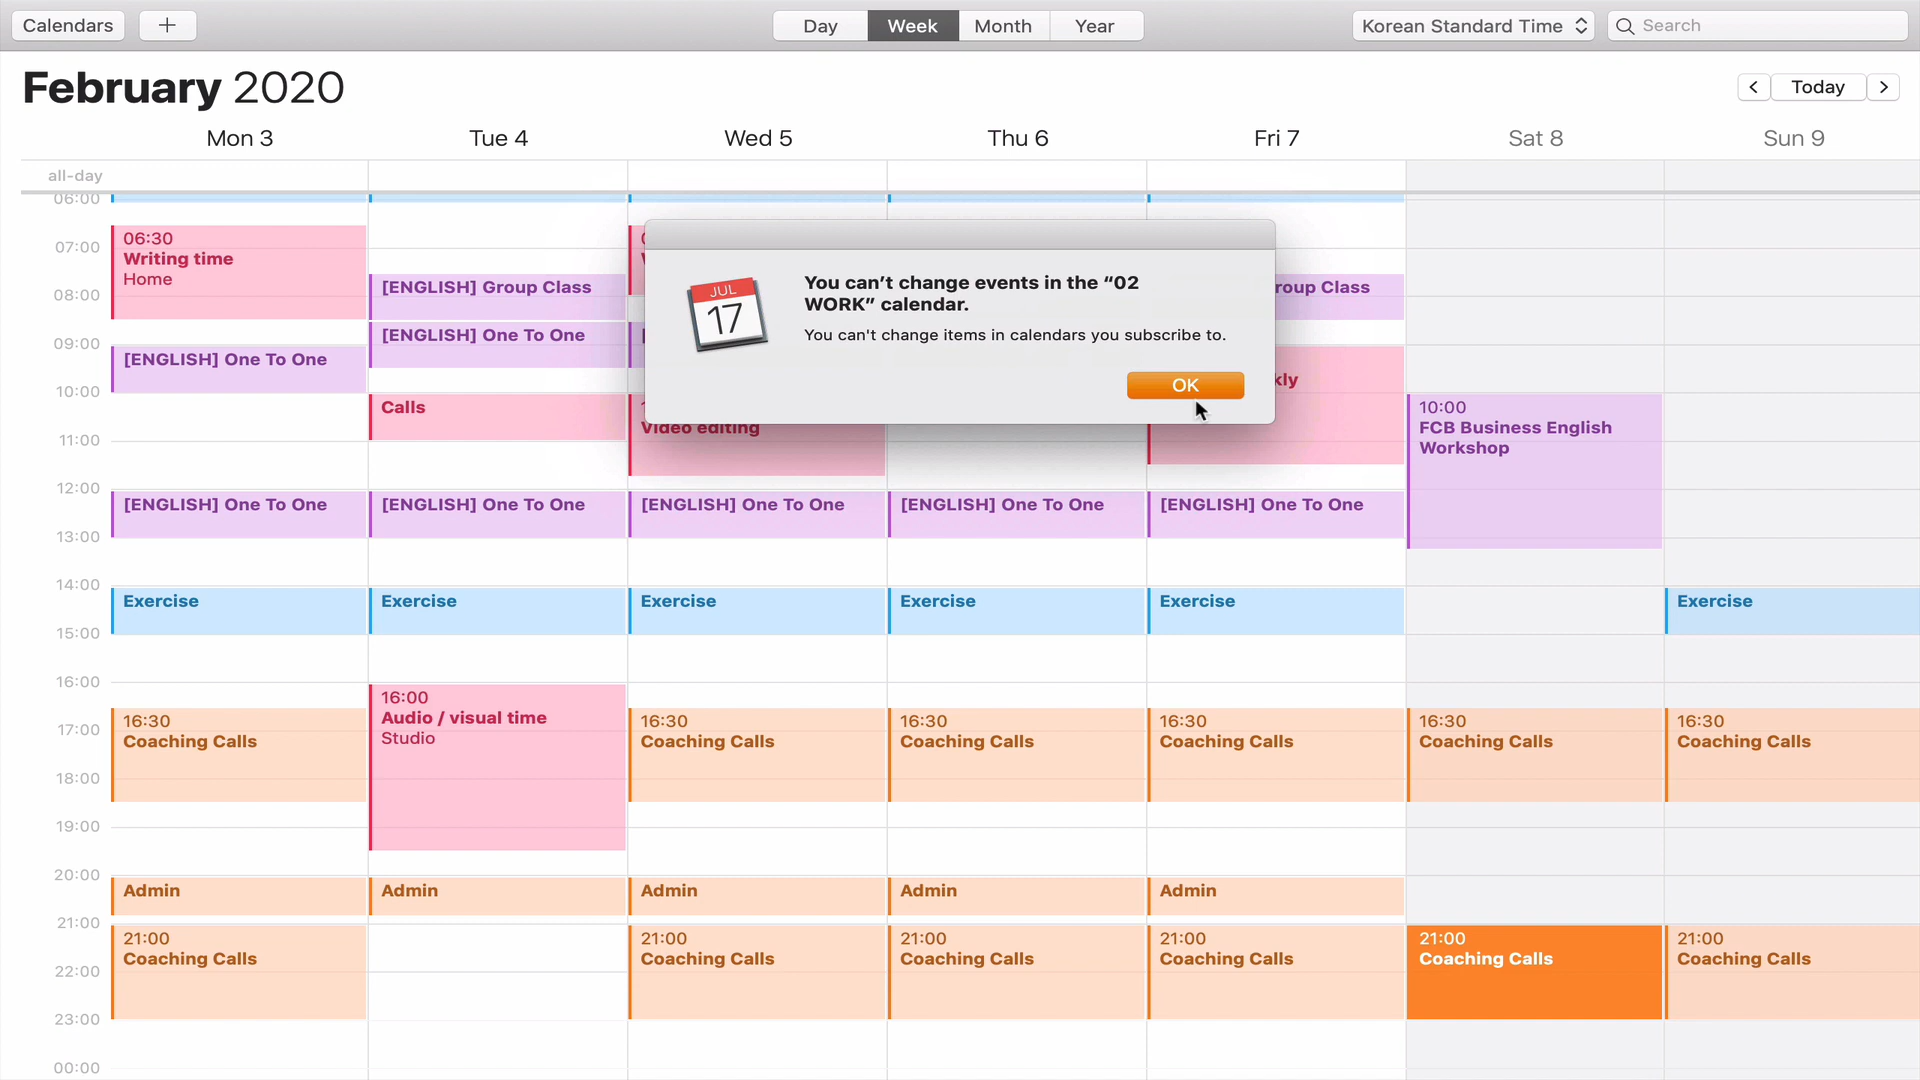 Calendars
Day
Week
Month
Year
Korean Standard Time
Search
February 2020
Today
Mon 3
Tue 4
Wed 5
Thu 6
Fri 7
Sat 8
Sun 9
all-day
06:00
07:00
08:00
09:00
10:00
11:00
12:00
13:00
14:00
15:00
16:00
17:00
18:00
19:00
20:00
21:00
22:00
23:00
00:00
06:30
Writing time
Home
[ENGLISH] One To One
[ENGLISH] One To One
Exercise
16:30
Coaching Calls
Admin
21:00
Coaching Calls
[ENGLISH] Group Class
[ENGLISH] One To One
Calls
[ENGLISH] One To One
Exercise
16:00
Audio / visual time
Studio
Admin
Video editing
[ENGLISH] One To One
Exercise
16:30
Coaching Calls
Admin
21:00
Coaching Calls
[ENGLISH] One To One
Exercise
16:30
Coaching Calls
Admin
21:00
Coaching Calls
[ENGLISH] One To One
Exercise
16:30
Coaching Calls
Admin
21:00
Coaching Calls
10:00
FCB Business English
Workshop
16:30
Coaching Calls
21:00
Coaching Calls
Exercise
16:30
Coaching Calls
21:00
Coaching Calls
JUL
17
You can’t change events in the “02
WORK” calendar.
You can't change items in calendars you subscribe to.
OK